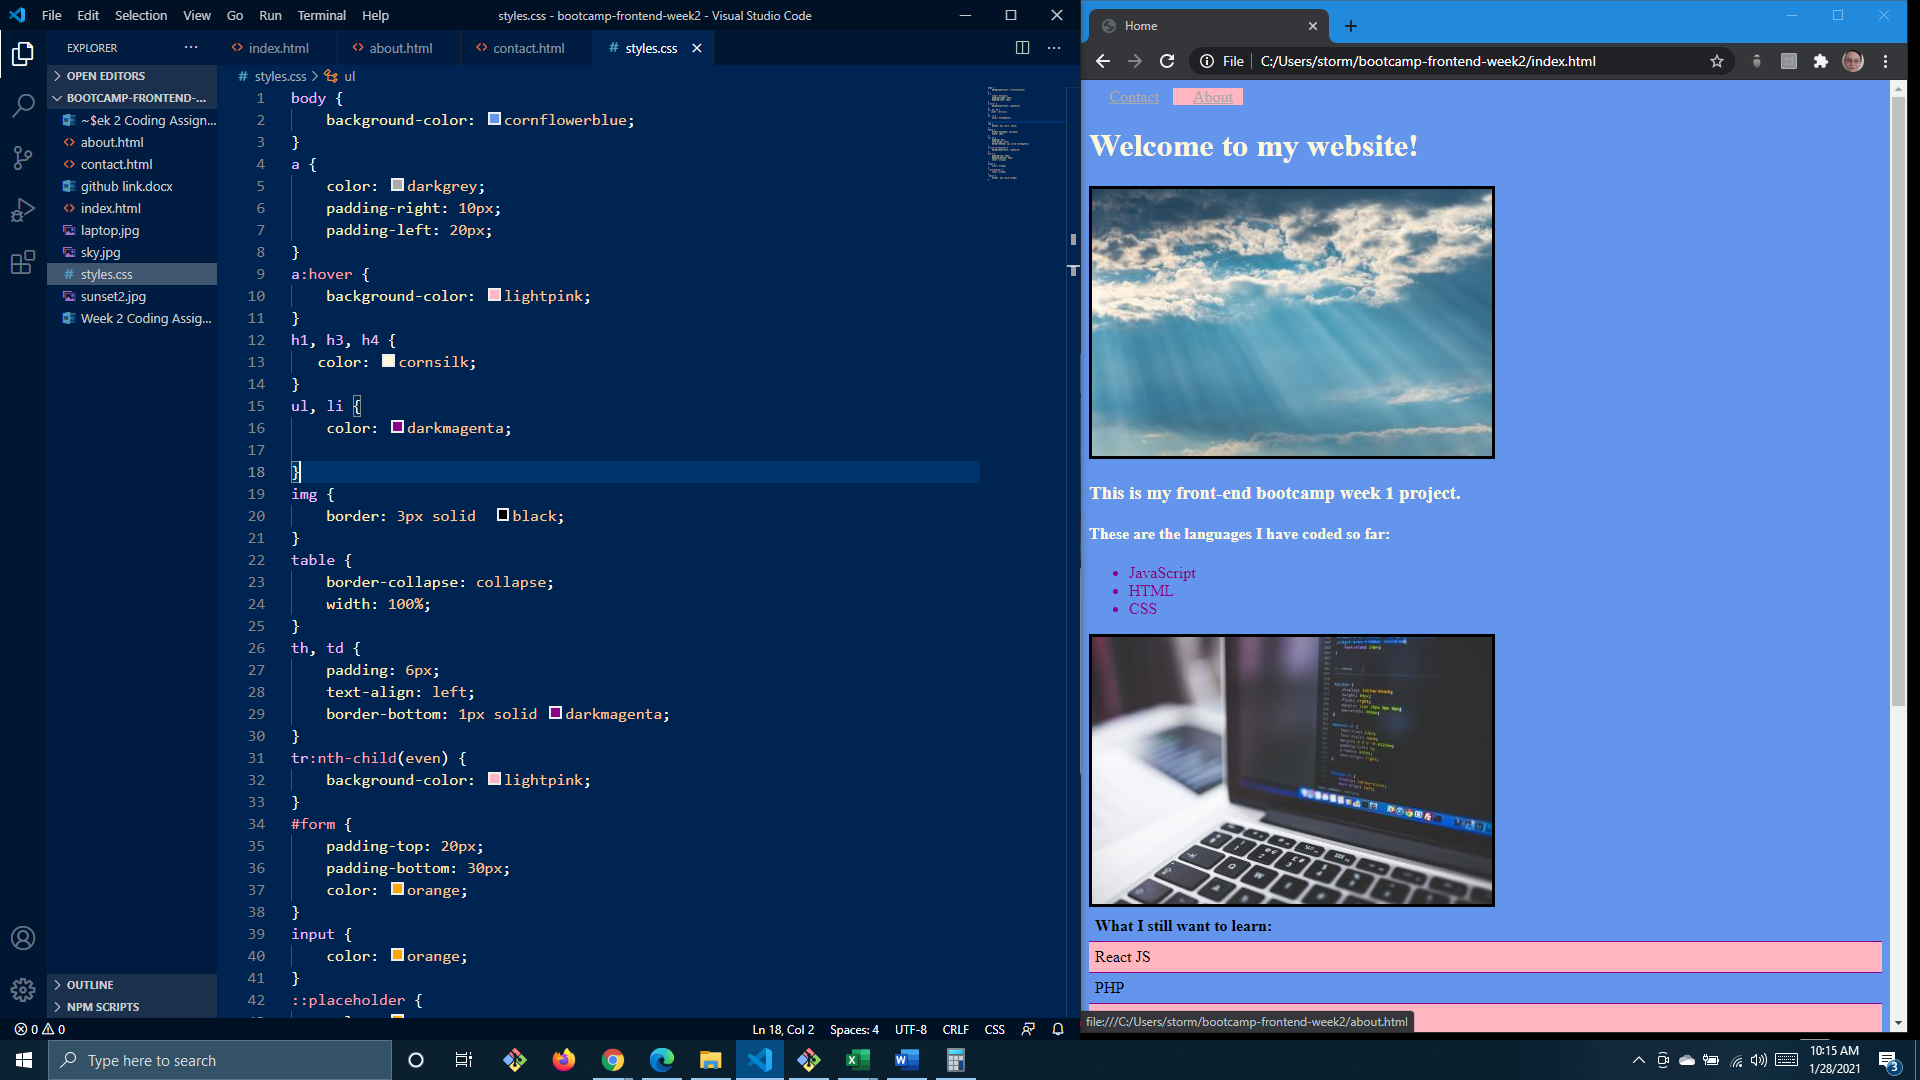 File Edit Selection View Go Run Terminal Help
styles.css - bootcamp-frontend-week2 - Visual Studio Code
EXPLORER
OPEN EDITORS
BOOTCAMP-FRONTEND-...
~$ek 2 Coding Assign...
about.html
contact.html
github link.docx
index.html
laptop.jpg
sky.jpg
styles.css
sunset2.jpg
Week 2 Coding Assig...
OUTLINE
NPM SCRIPTS
index.html about.html contact.html styles.css
styles.css > ul
1 body {
2 background-color: cornflowerblue;
3 }
4 a {
5 color: darkgrey;
6 padding-right: 10px;
7 padding-left: 20px;
8 }
9 a:hover {
10 background-color: lightpink;
11 }
12 h1, h3, h4 {
13 color: cornsilk;
14 }
15 ul, li {
16 color: darkmagenta;
17
18 }
19 img {
20 border: 3px solid black;
21 }
22 table {
23 border-collapse: collapse;
24 width: 100%;
25 }
26 th, td {
27 padding: 6px;
28 text-align: left;
29 border-bottom: 1px solid darkmagenta;
30 }
31 tr:nth-child(even) {
32 background-color: lightpink;
33 }
34 #form {
35 padding-top: 20px;
36 padding-bottom: 30px;
37 color: orange;
38 }
39 input {
40 color: orange;
41 }
42 ::placeholder {
0 0
Ln 18, Col 2 Spaces: 4 UTF-8 CRLF CSS
Home
File C:/Users/storm/bootcamp-frontend-week2/index.html
Contact About
Welcome to my website!
This is my front-end bootcamp week 1 project.
These are the languages I have coded so far:
JavaScript
HTML
CSS
What I still want to learn:
React JS
PHP
file:///C:/Users/storm/bootcamp-frontend-week2/about.html
Type here to search
10:15 AM
1/28/2021
3